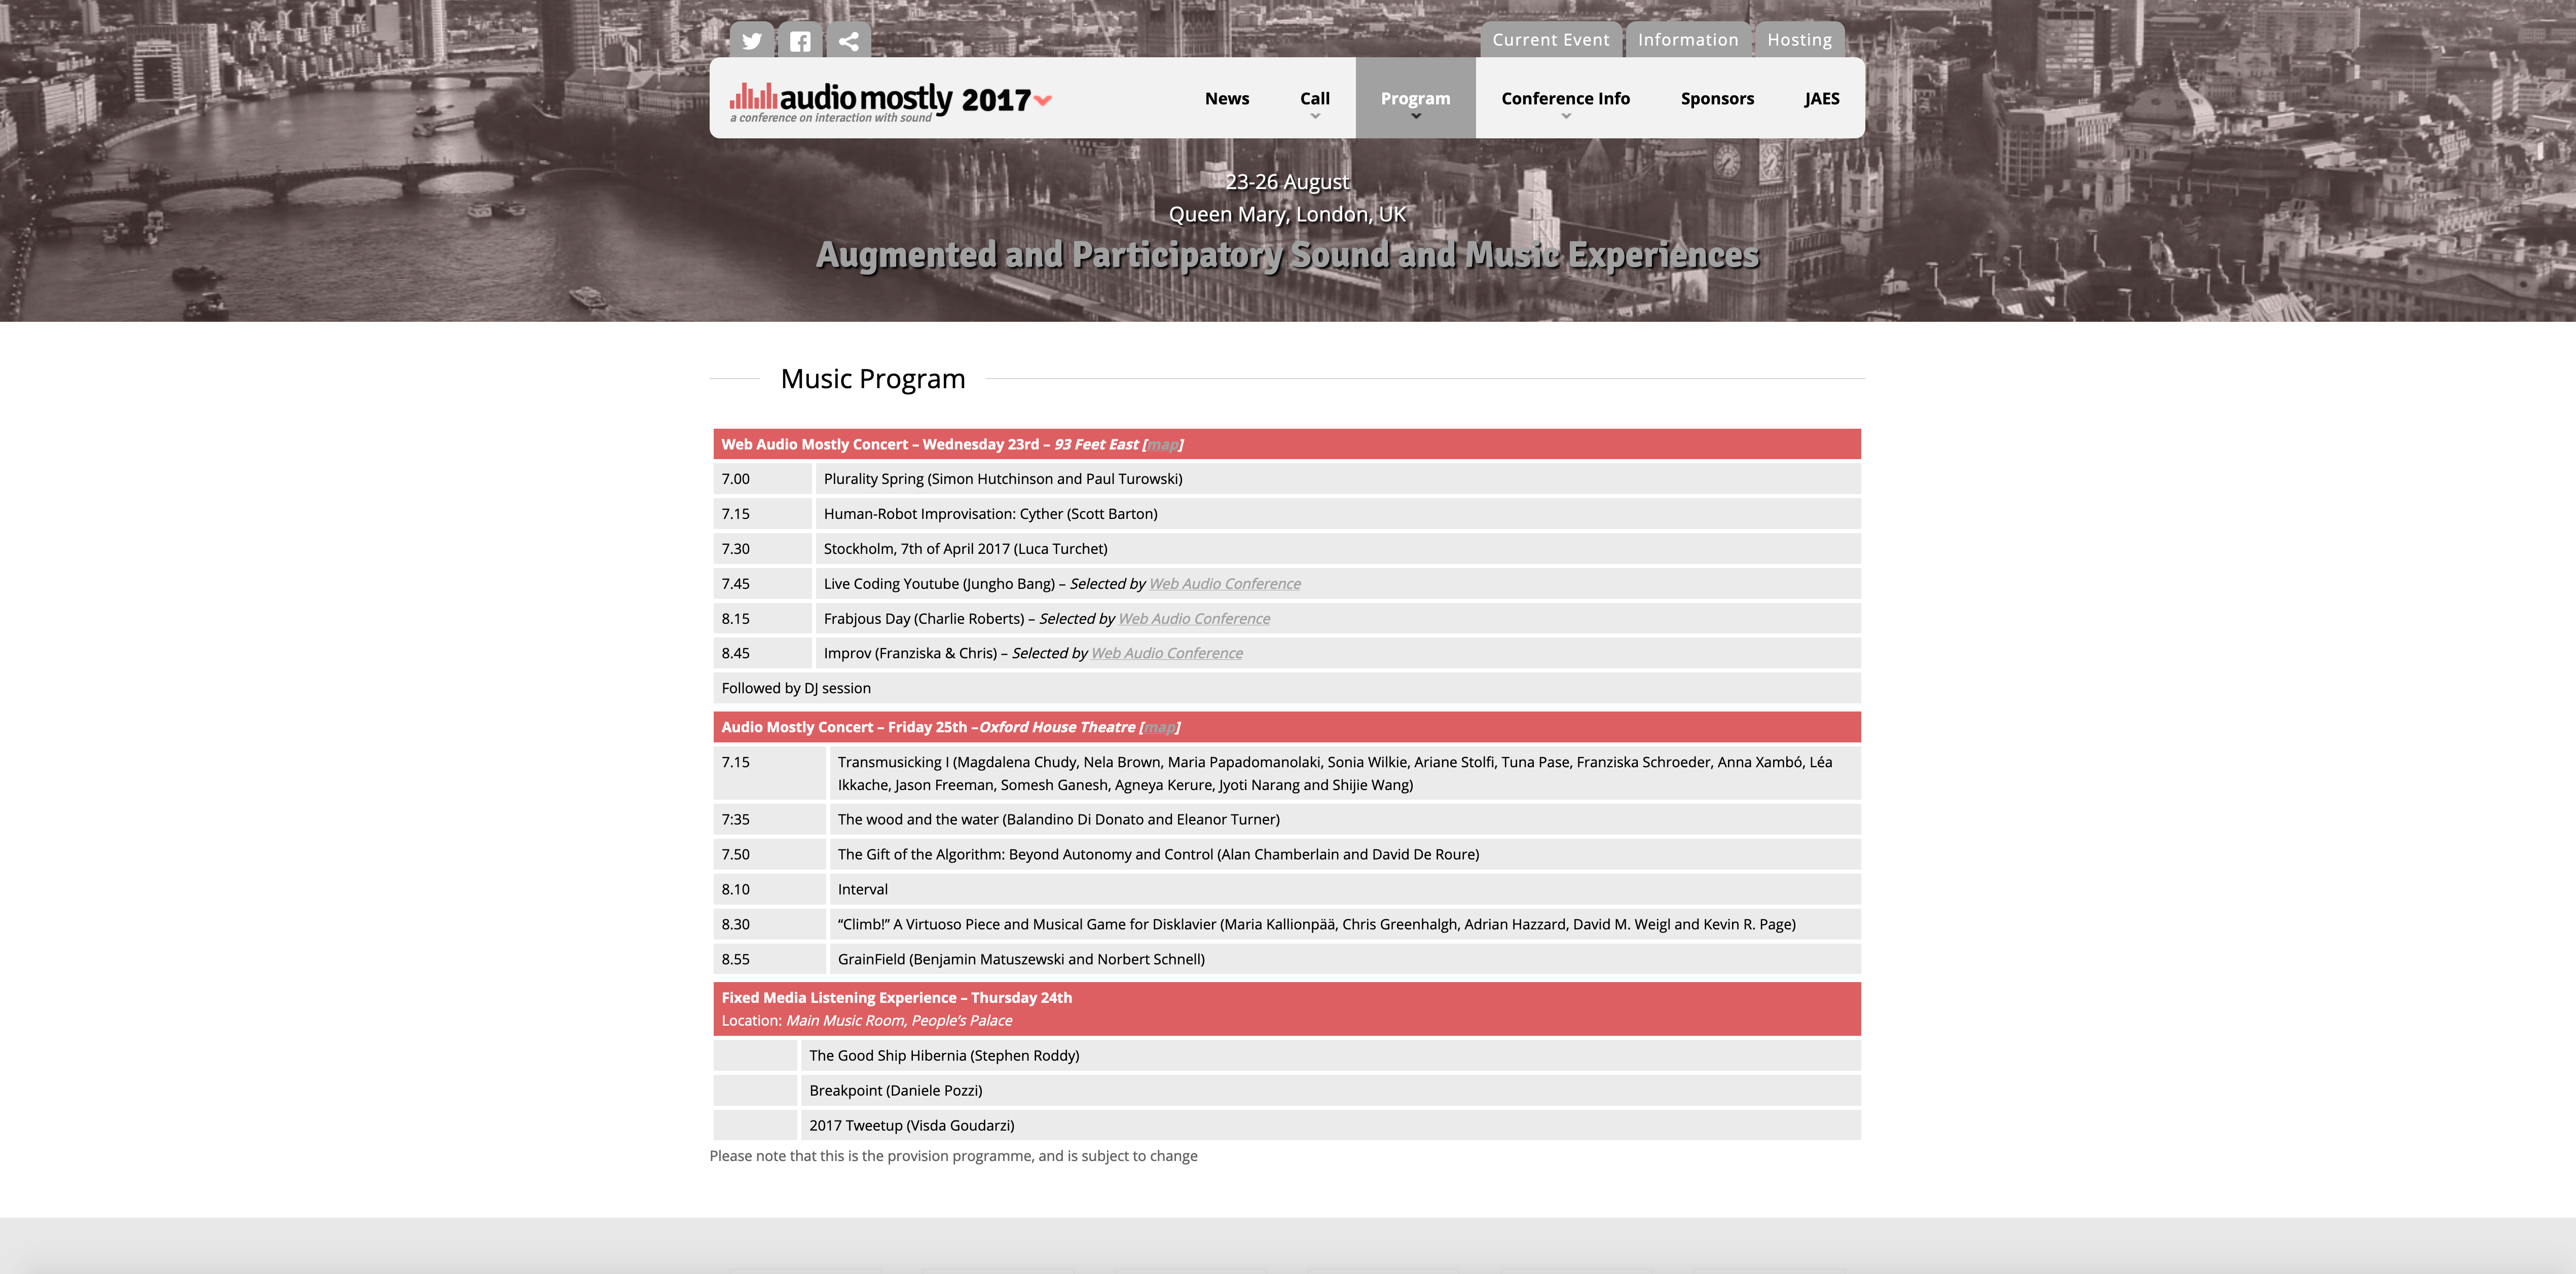 Current Event Information Hosting
audio mostly 2017
a conference on interaction with sound
News Call Program Conference Info Sponsors JAES
23-26 August
Queen Mary, London, UK
Augmented and Participatory Sound and Music Experiences
Music Program
Web Audio Mostly Concert – Wednesday 23rd – 93 Feet East [map]
7.00 Plurality Spring (Simon Hutchinson and Paul Turowski)
7.15 Human-Robot Improvisation: Cyther (Scott Barton)
7.30 Stockholm, 7th of April 2017 (Luca Turchet)
7.45 Live Coding Youtube (Jungho Bang) – Selected by Web Audio Conference
8.15 Frabjous Day (Charlie Roberts) – Selected by Web Audio Conference
8.45 Improv (Franziska & Chris) – Selected by Web Audio Conference
Followed by DJ session
Audio Mostly Concert – Friday 25th –Oxford House Theatre [map]
7.15 Transmusicking I (Magdalena Chudy, Nela Brown, Maria Papadomanolaki, Sonia Wilkie, Ariane Stolfi, Tuna Pase, Franziska Schroeder, Anna Xambó, Léa
Ikkache, Jason Freeman, Somesh Ganesh, Agneya Kerure, Jyoti Narang and Shijie Wang)
7:35 The wood and the water (Balandino Di Donato and Eleanor Turner)
7.50 The Gift of the Algorithm: Beyond Autonomy and Control (Alan Chamberlain and David De Roure)
8.10 Interval
8.30 “Climb!” A Virtuoso Piece and Musical Game for Disklavier (Maria Kallionpää, Chris Greenhalgh, Adrian Hazzard, David M. Weigl and Kevin R. Page)
8.55 GrainField (Benjamin Matuszewski and Norbert Schnell)
Fixed Media Listening Experience – Thursday 24th
Location: Main Music Room, People’s Palace
The Good Ship Hibernia (Stephen Roddy)
Breakpoint (Daniele Pozzi)
2017 Tweetup (Visda Goudarzi)
Please note that this is the provision programme, and is subject to change